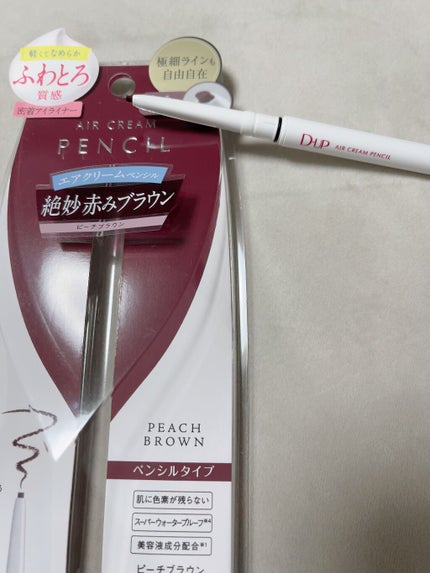 軽くてなめらか
ふわとろ
質感
密着アイライナー
極細ラインも
自由自在
AIR CREAM
PENCIL
エアクリームペンシル
絶妙赤みブラウン
ピーチブラウン
D-UP AIR CREAM PENCIL
PEACH
BROWN
ペンシルタイプ
肌に色素が残らない
スーパーウォータープルーフ※4
美容液成分配合※1
ピーチブラウン